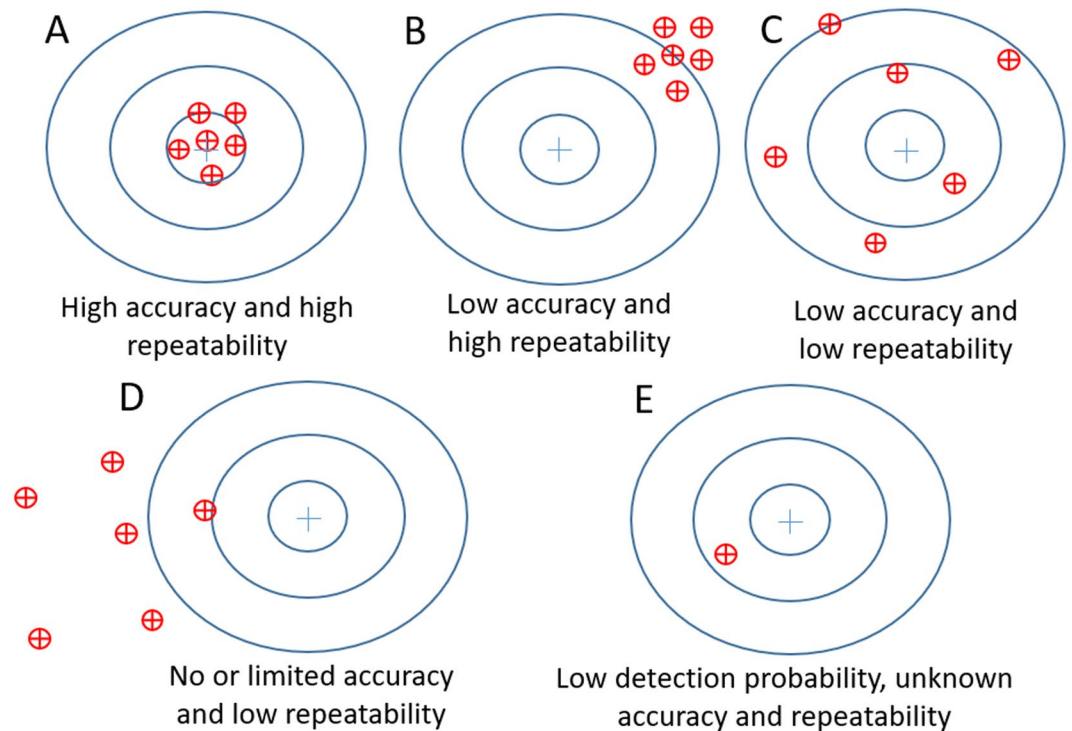 A
B
C
High accuracy and high
repeatability
Low accuracy and
high repeatability
Low accuracy and
low repeatability
D
E
No or limited accuracy
and low repeatability
Low detection probability, unknown
accuracy and repeatability